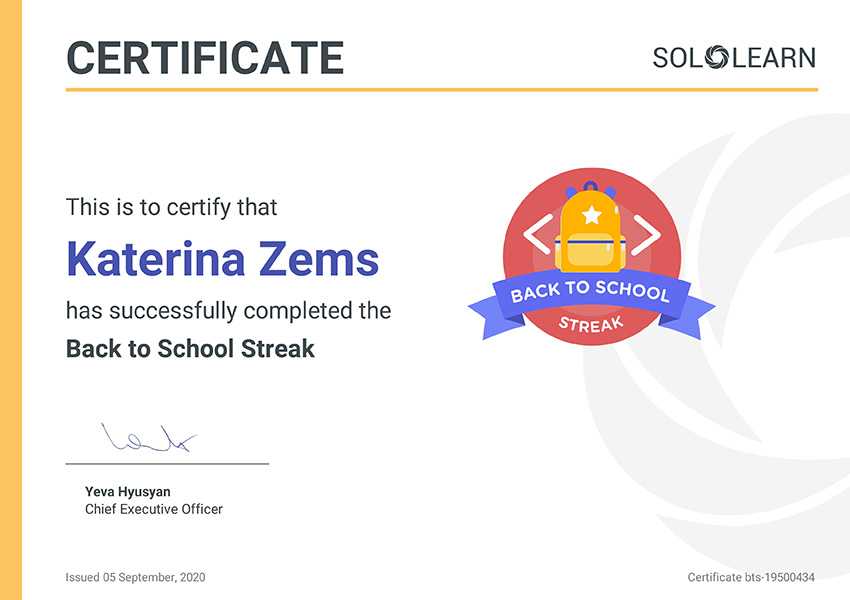 CERTIFICATE
SOLOLEARN
This is to certify that
Katerina Zems
has successfully completed the
Back to School Streak
BACK TO SCHOOL
STREAK
Yeva Hyusyan
Chief Executive Officer
Issued 05 September, 2020
Certificate bts-19500434